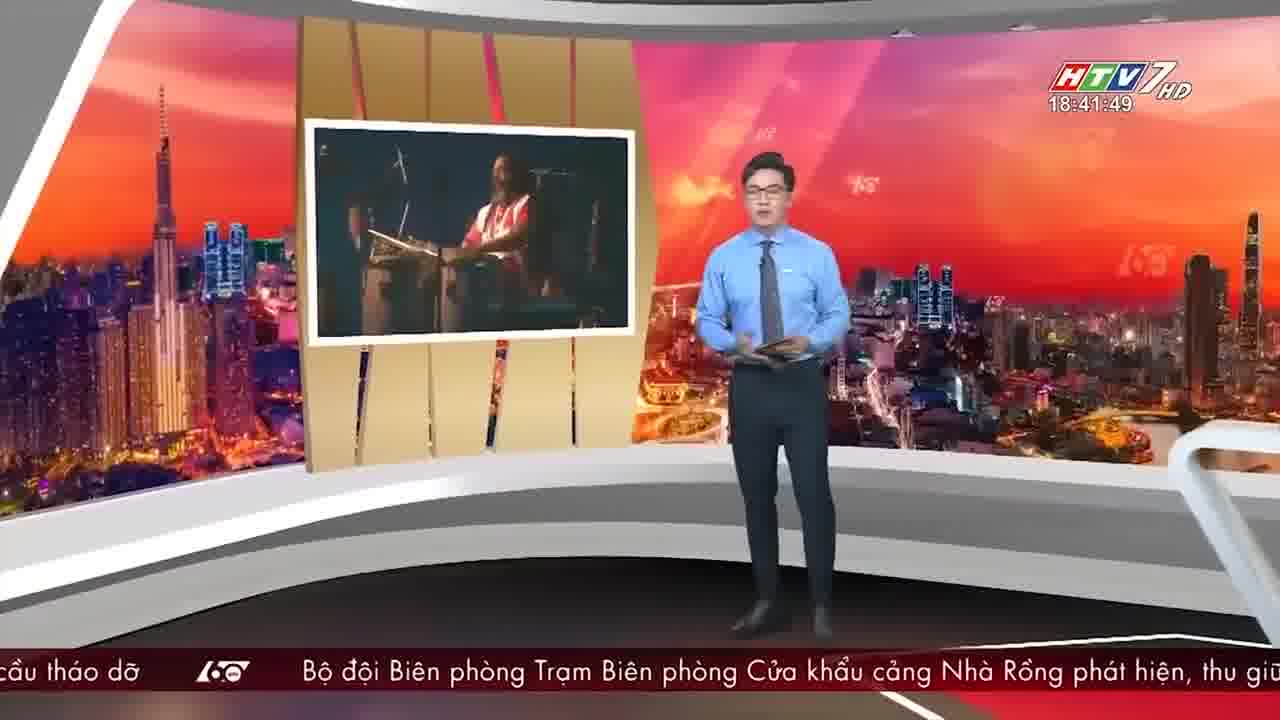 HTV7 HD
18:41:49
cầu tháo dỡ 60 Bộ đội Biên phòng Trạm Biên phòng Cửa khẩu cảng Nhà Rồng phát hiện, thu giữ